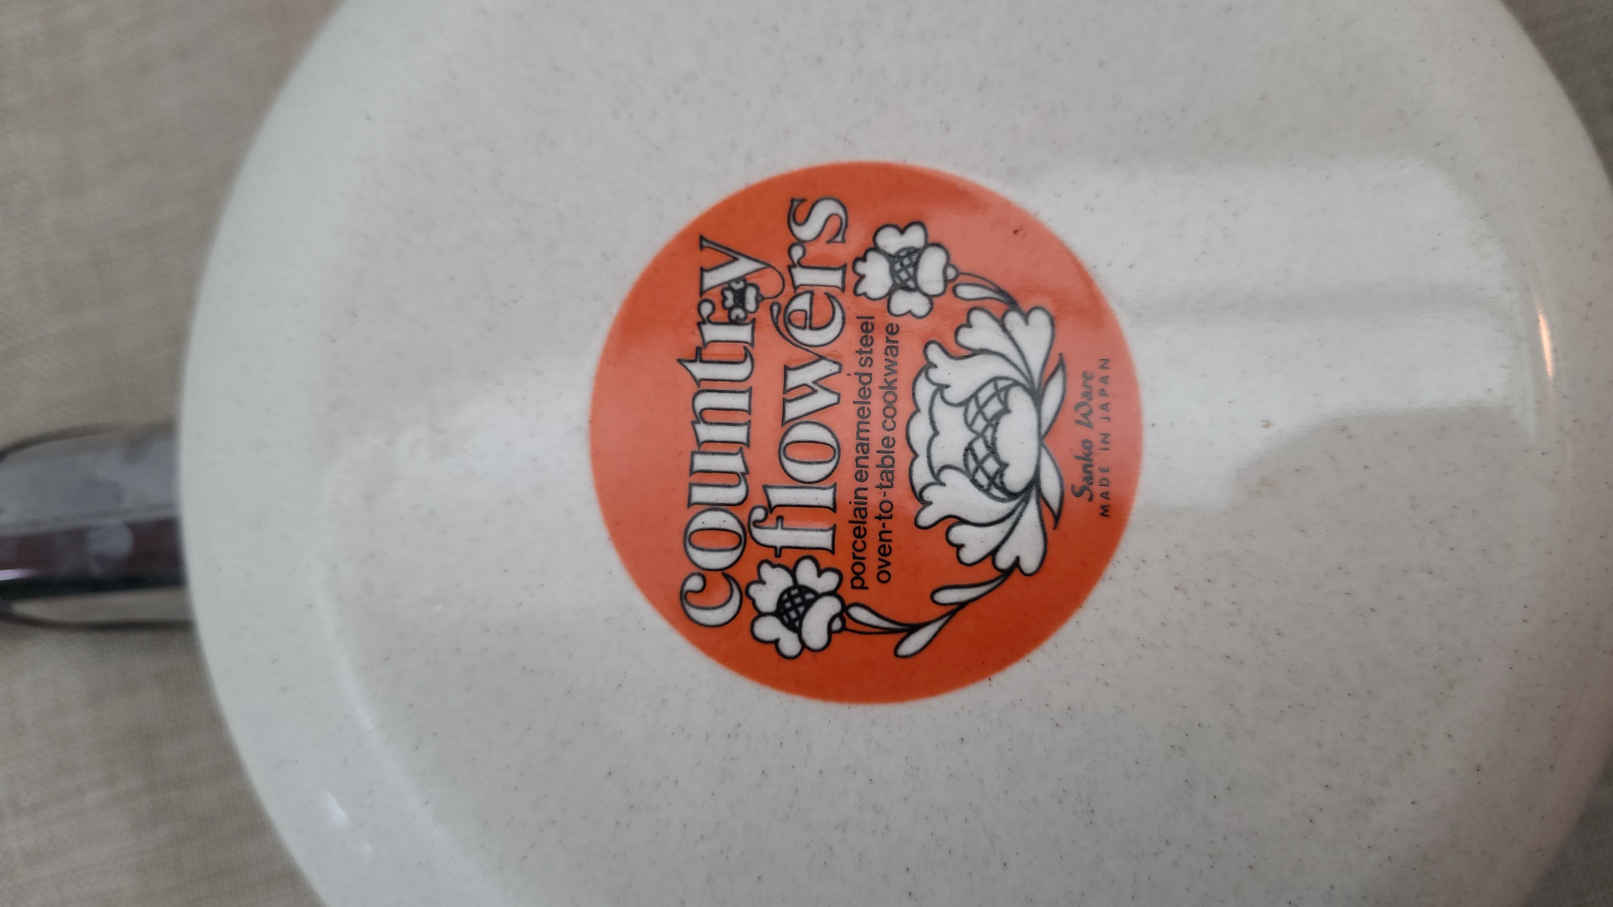 country
flowers
porcelain enameled steel
oven-to-table cookware
Sanko Ware
MADE IN JAPAN